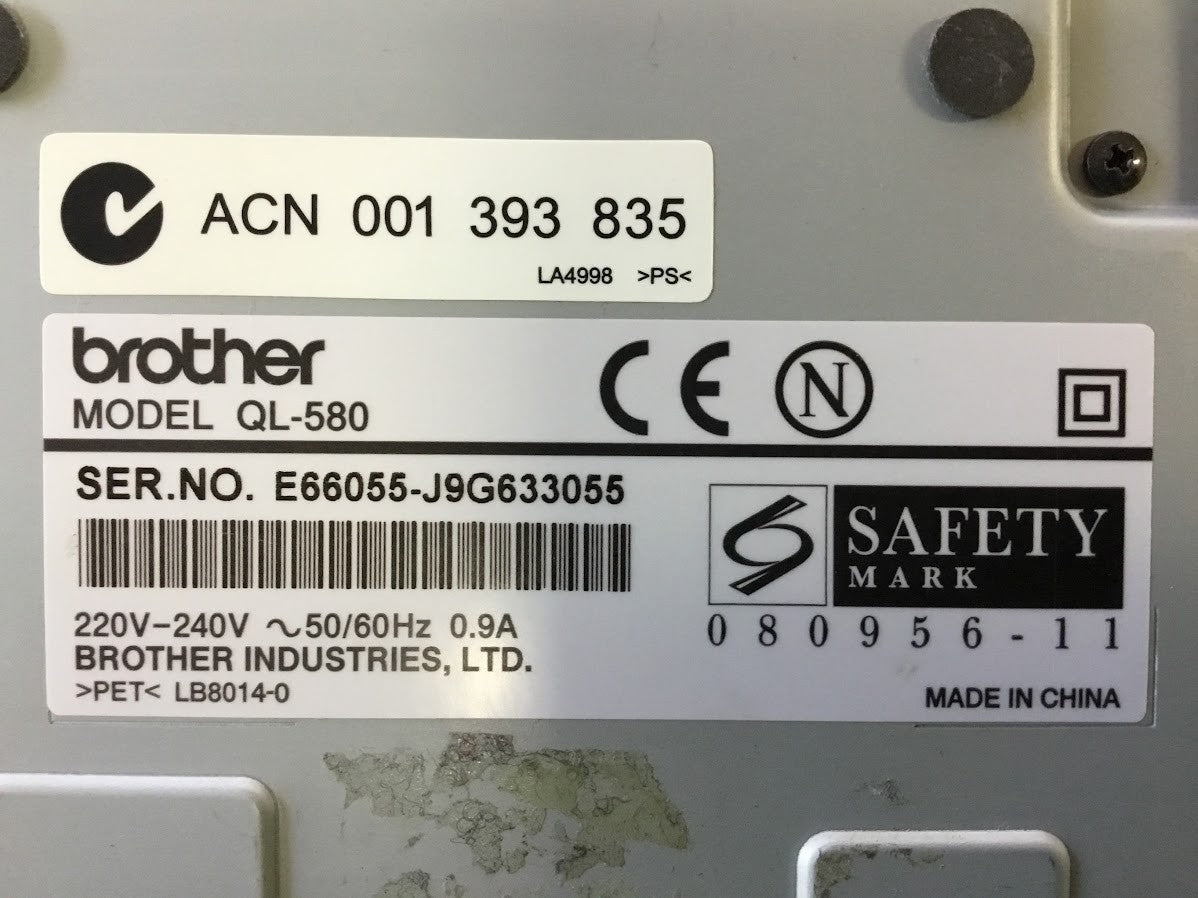 ACN 001 393 835
LA4998 >PS<
brother
MODEL QL-580
CE N
SER.NO. E66055-J9G633055
SAFETY
MARK
080956-11
220V-240V ~50/60Hz 0.9A
BROTHER INDUSTRIES, LTD.
>PET< LB8014-0
MADE IN CHINA